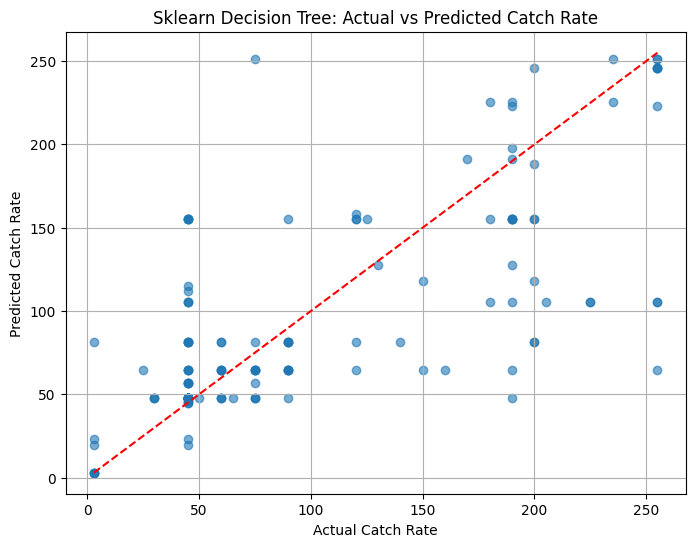 Sklearn Decision Tree: Actual vs Predicted Catch Rate
250
200
150
100
50
0
Predicted Catch Rate
0 50 100 150 200 250
Actual Catch Rate